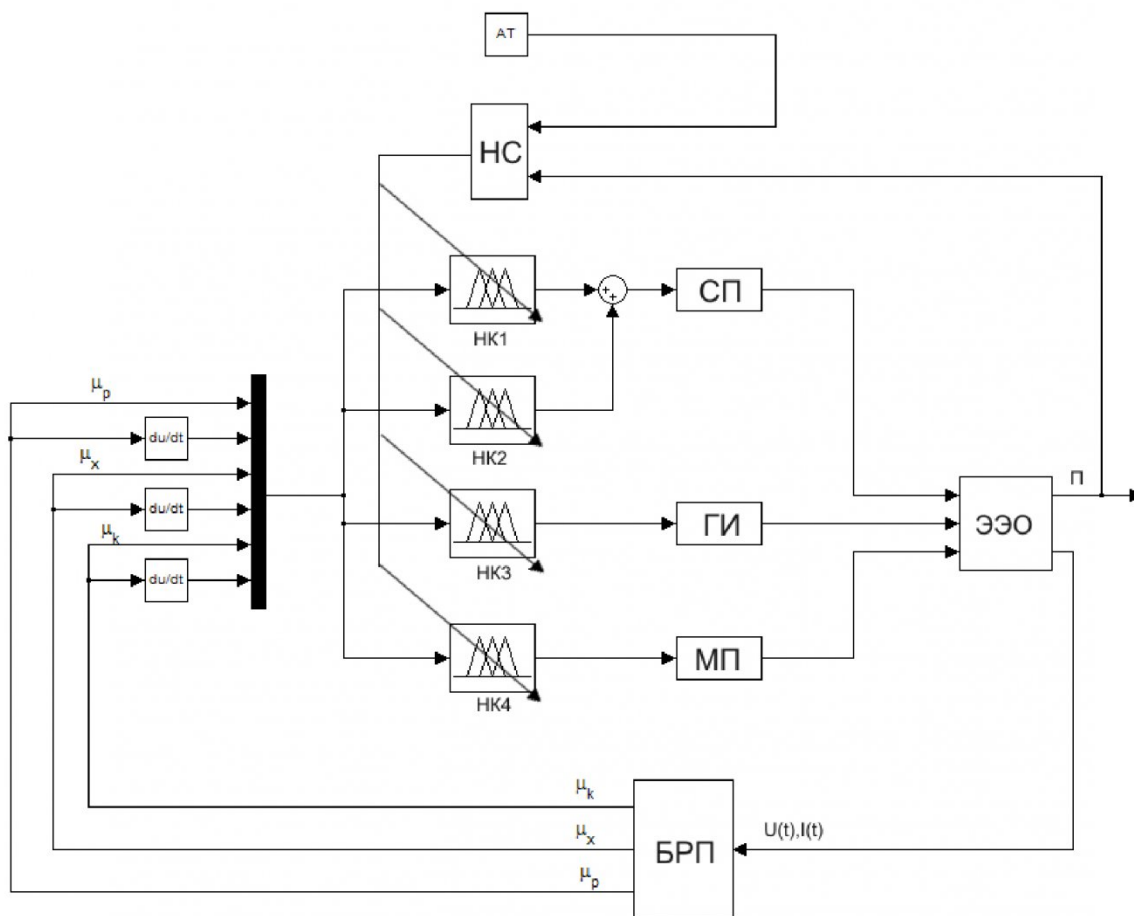 АТ
НС
НК1
+
+
СП
НК2
μp
du/dt
μx
du/dt
μk
du/dt
НК3
ГИ
ЭЭО
П
НК4
МП
μk
μx
μp
БРП
U(t),I(t)